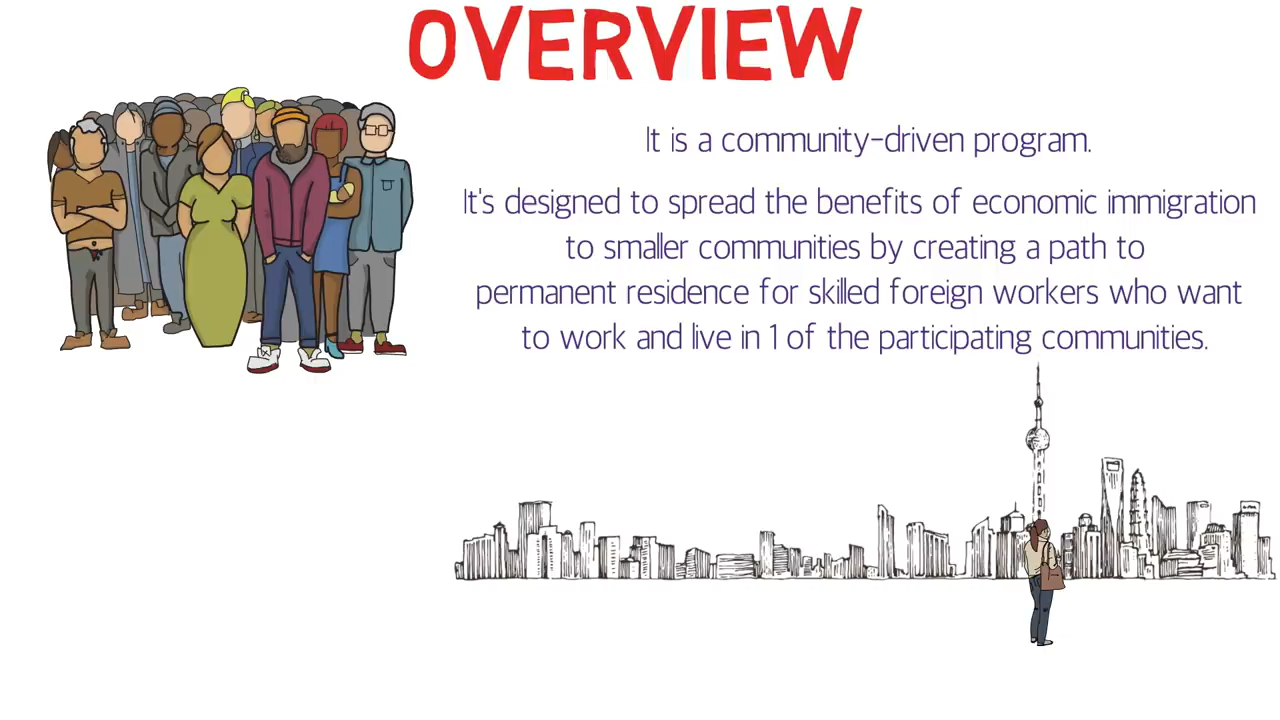 OVERVIEW
It is a community-driven program.
It's designed to spread the benefits of economic immigration
to smaller communities by creating a path to
permanent residence for skilled foreign workers who want
to work and live in 1 of the participating communities.